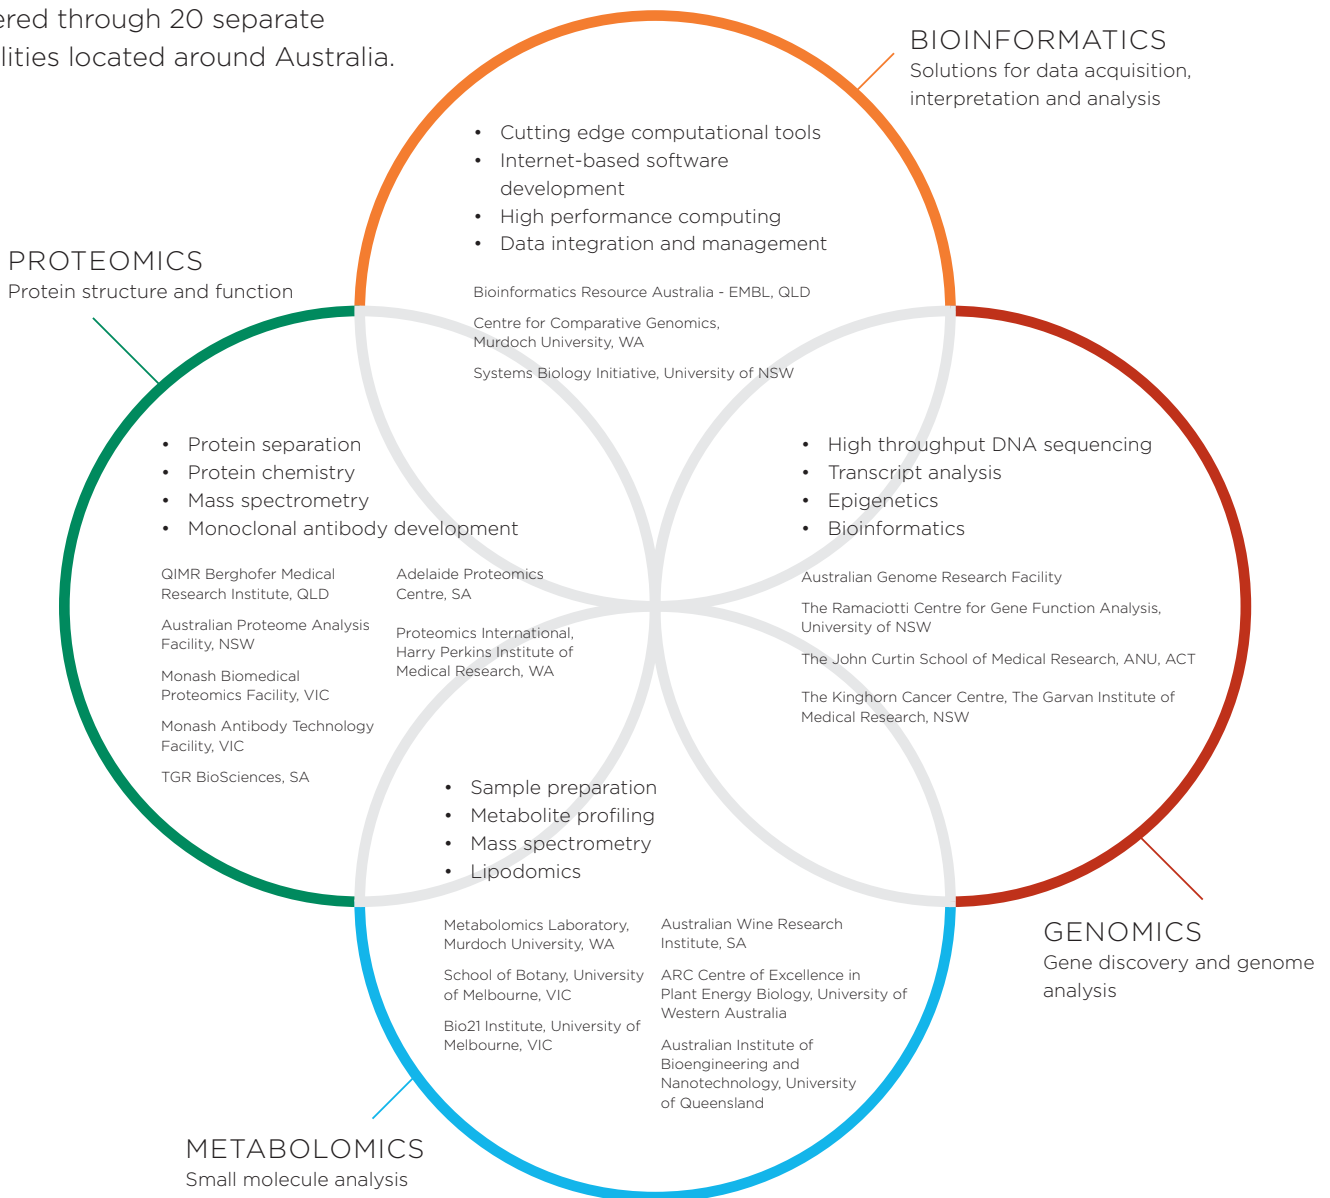 ered through 20 separate
lities located around Australia.
BIOINFORMATICS
Solutions for data acquisition,
interpretation and analysis
• Cutting edge computational tools
• Internet-based software
development
• High performance computing
• Data integration and management
Bioinformatics Resource Australia - EMBL, QLD
Centre for Comparative Genomics,
Murdoch University, WA
Systems Biology Initiative, University of NSW
PROTEOMICS
Protein structure and function
• Protein separation
• Protein chemistry
• Mass spectrometry
• Monoclonal antibody development
QIMR Berghofer Medical
Research Institute, QLD
Australian Proteome Analysis
Facility, NSW
Monash Biomedical
Proteomics Facility, VIC
Monash Antibody Technology
Facility, VIC
TGR BioSciences, SA
Adelaide Proteomics
Centre, SA
Proteomics International,
Harry Perkins Institute of
Medical Research, WA
• High throughput DNA sequencing
• Transcript analysis
• Epigenetics
• Bioinformatics
Australian Genome Research Facility
The Ramaciotti Centre for Gene Function Analysis,
University of NSW
The John Curtin School of Medical Research, ANU, ACT
The Kinghorn Cancer Centre, The Garvan Institute of
Medical Research, NSW
GENOMICS
Gene discovery and genome
analysis
• Sample preparation
• Metabolite profiling
• Mass spectrometry
• Lipodomics
Metabolomics Laboratory,
Murdoch University, WA
School of Botany, University
of Melbourne, VIC
Bio21 Institute, University of
Melbourne, VIC
Australian Wine Research
Institute, SA
ARC Centre of Excellence in
Plant Energy Biology, University of
Western Australia
Australian Institute of
Bioengineering and
Nanotechnology, University
of Queensland
METABOLOMICS
Small molecule analysis